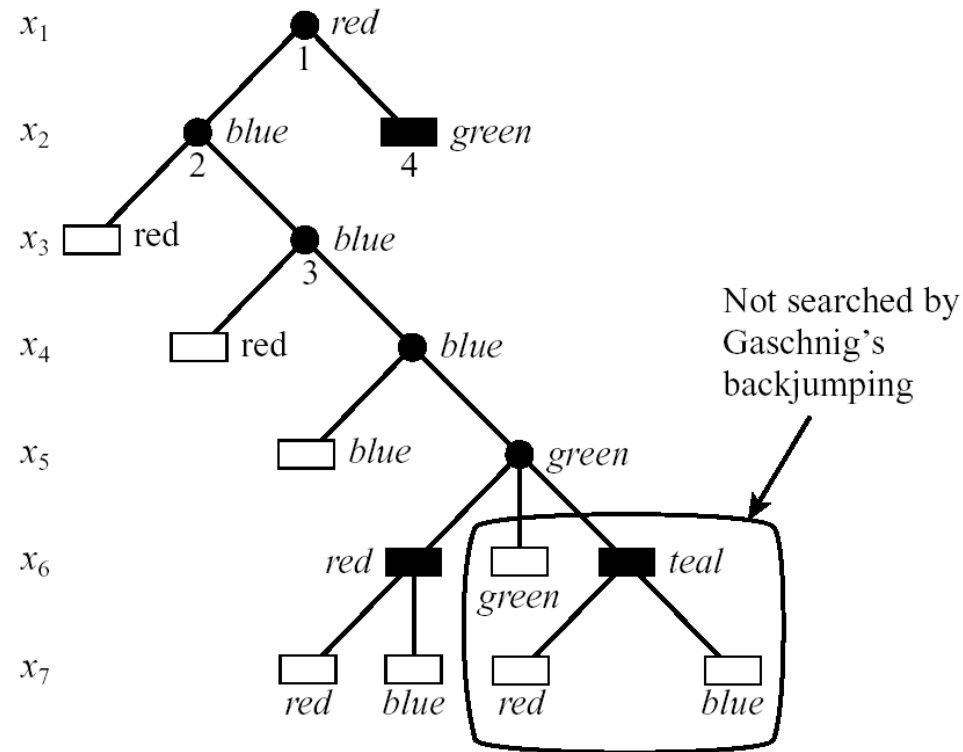 x1 red
1
x2 blue green
2 4
x3 red blue
3
Not searched by
Gaschnig's
backjumping
x4 red blue
x5 blue green
x6 red teal
green
x7
red blue red blue